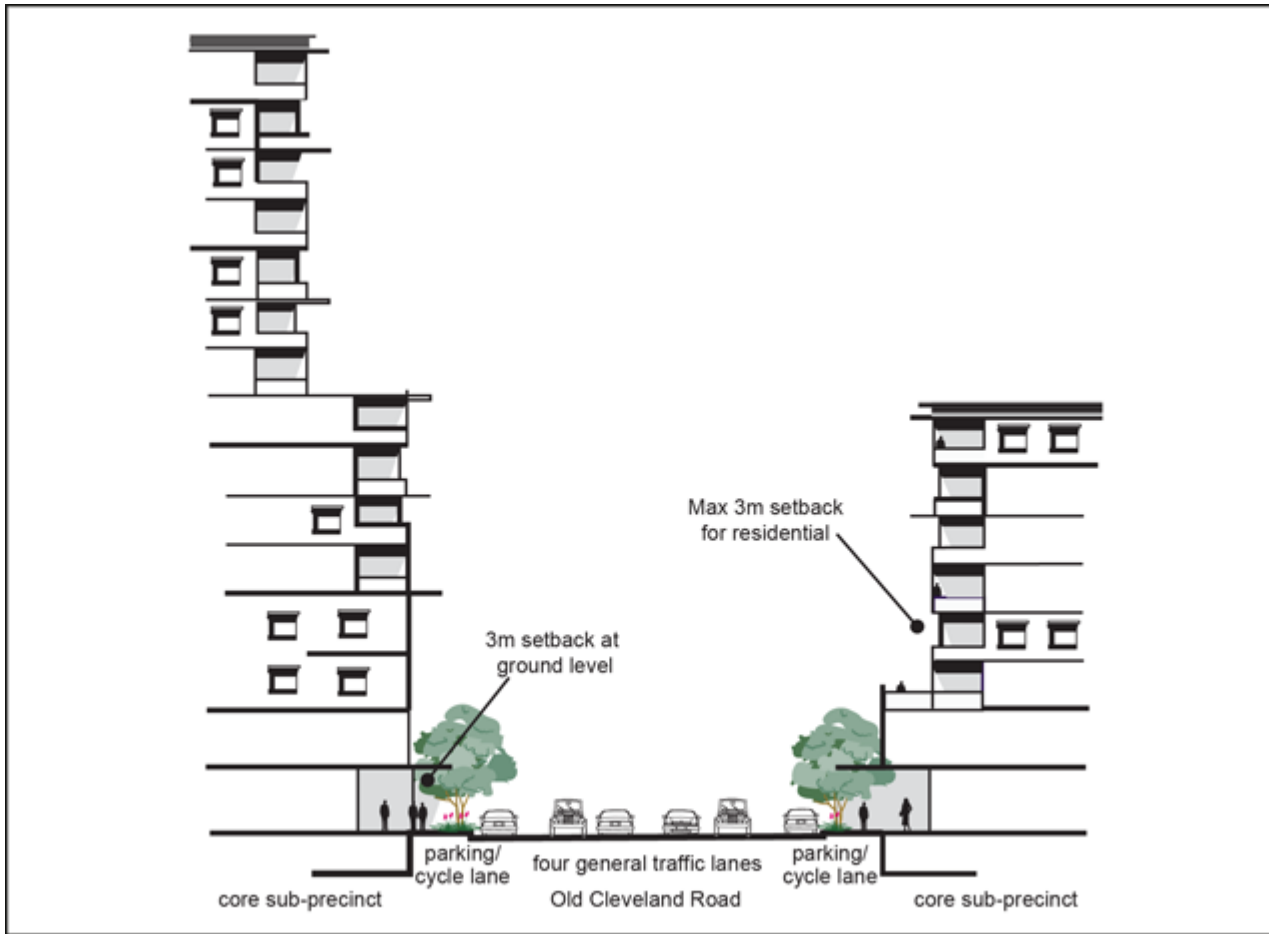 Max 3m setback
for residential
3m setback at
ground level
parking/
cycle lane
four general traffic lanes
parking/
cycle lane
core sub-precinct
Old Cleveland Road
core sub-precinct